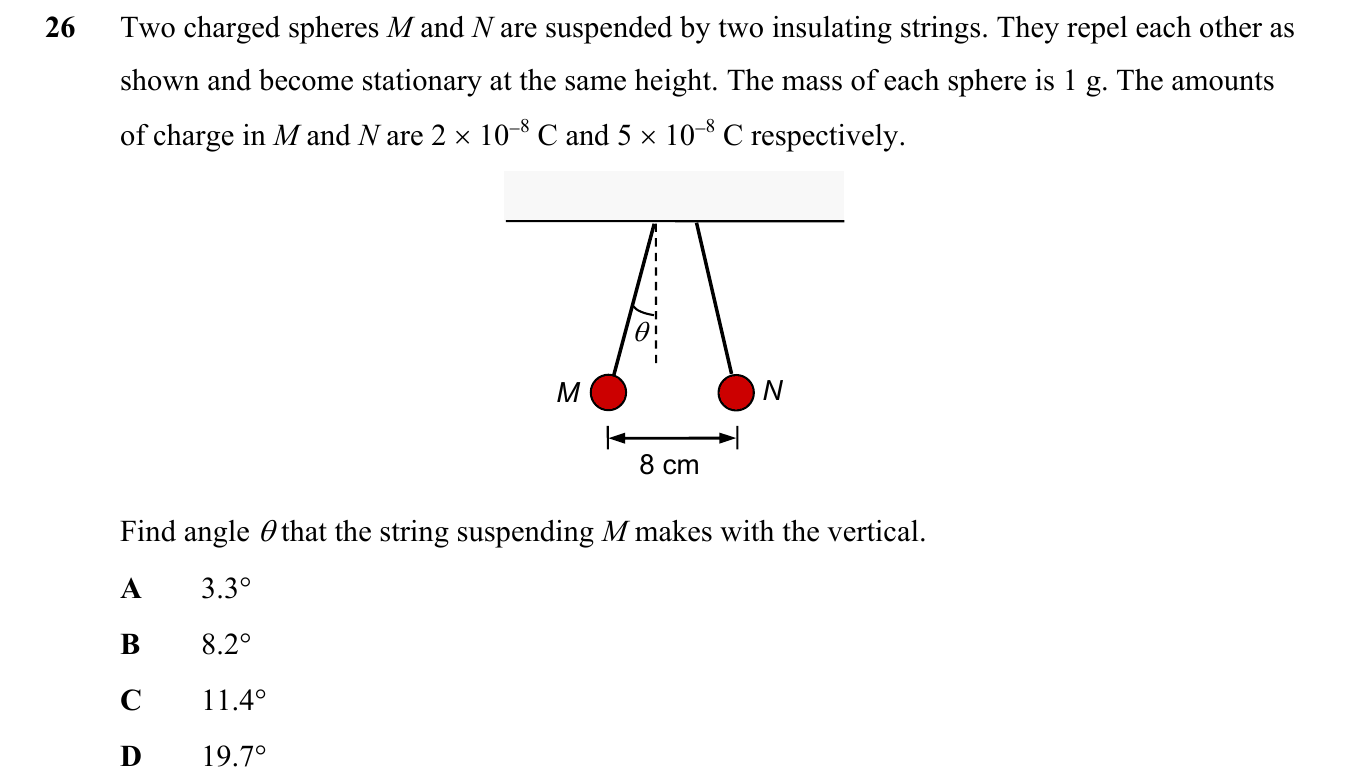 26 Two charged spheres M and N are suspended by two insulating strings. They repel each other as
shown and become stationary at the same height. The mass of each sphere is 1 g. The amounts
of charge in M and N are 2 × 10⁻⁸ C and 5 × 10⁻⁸ C respectively.
θ
M
N
8 cm
Find angle θ that the string suspending M makes with the vertical.
A 3.3°
B 8.2°
C 11.4°
D 19.7°